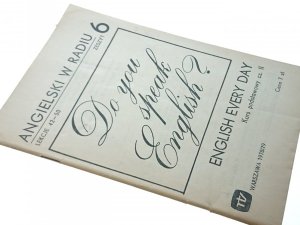 ANGIELSKI W RADIU
LEKCJE 42-50
ZESZYT 6
Do you
speak
English?
ENGLISH EVERY DAY
Kurs podstawowy cz. II
Cena 7 zł
WARSZAWA 1978/79